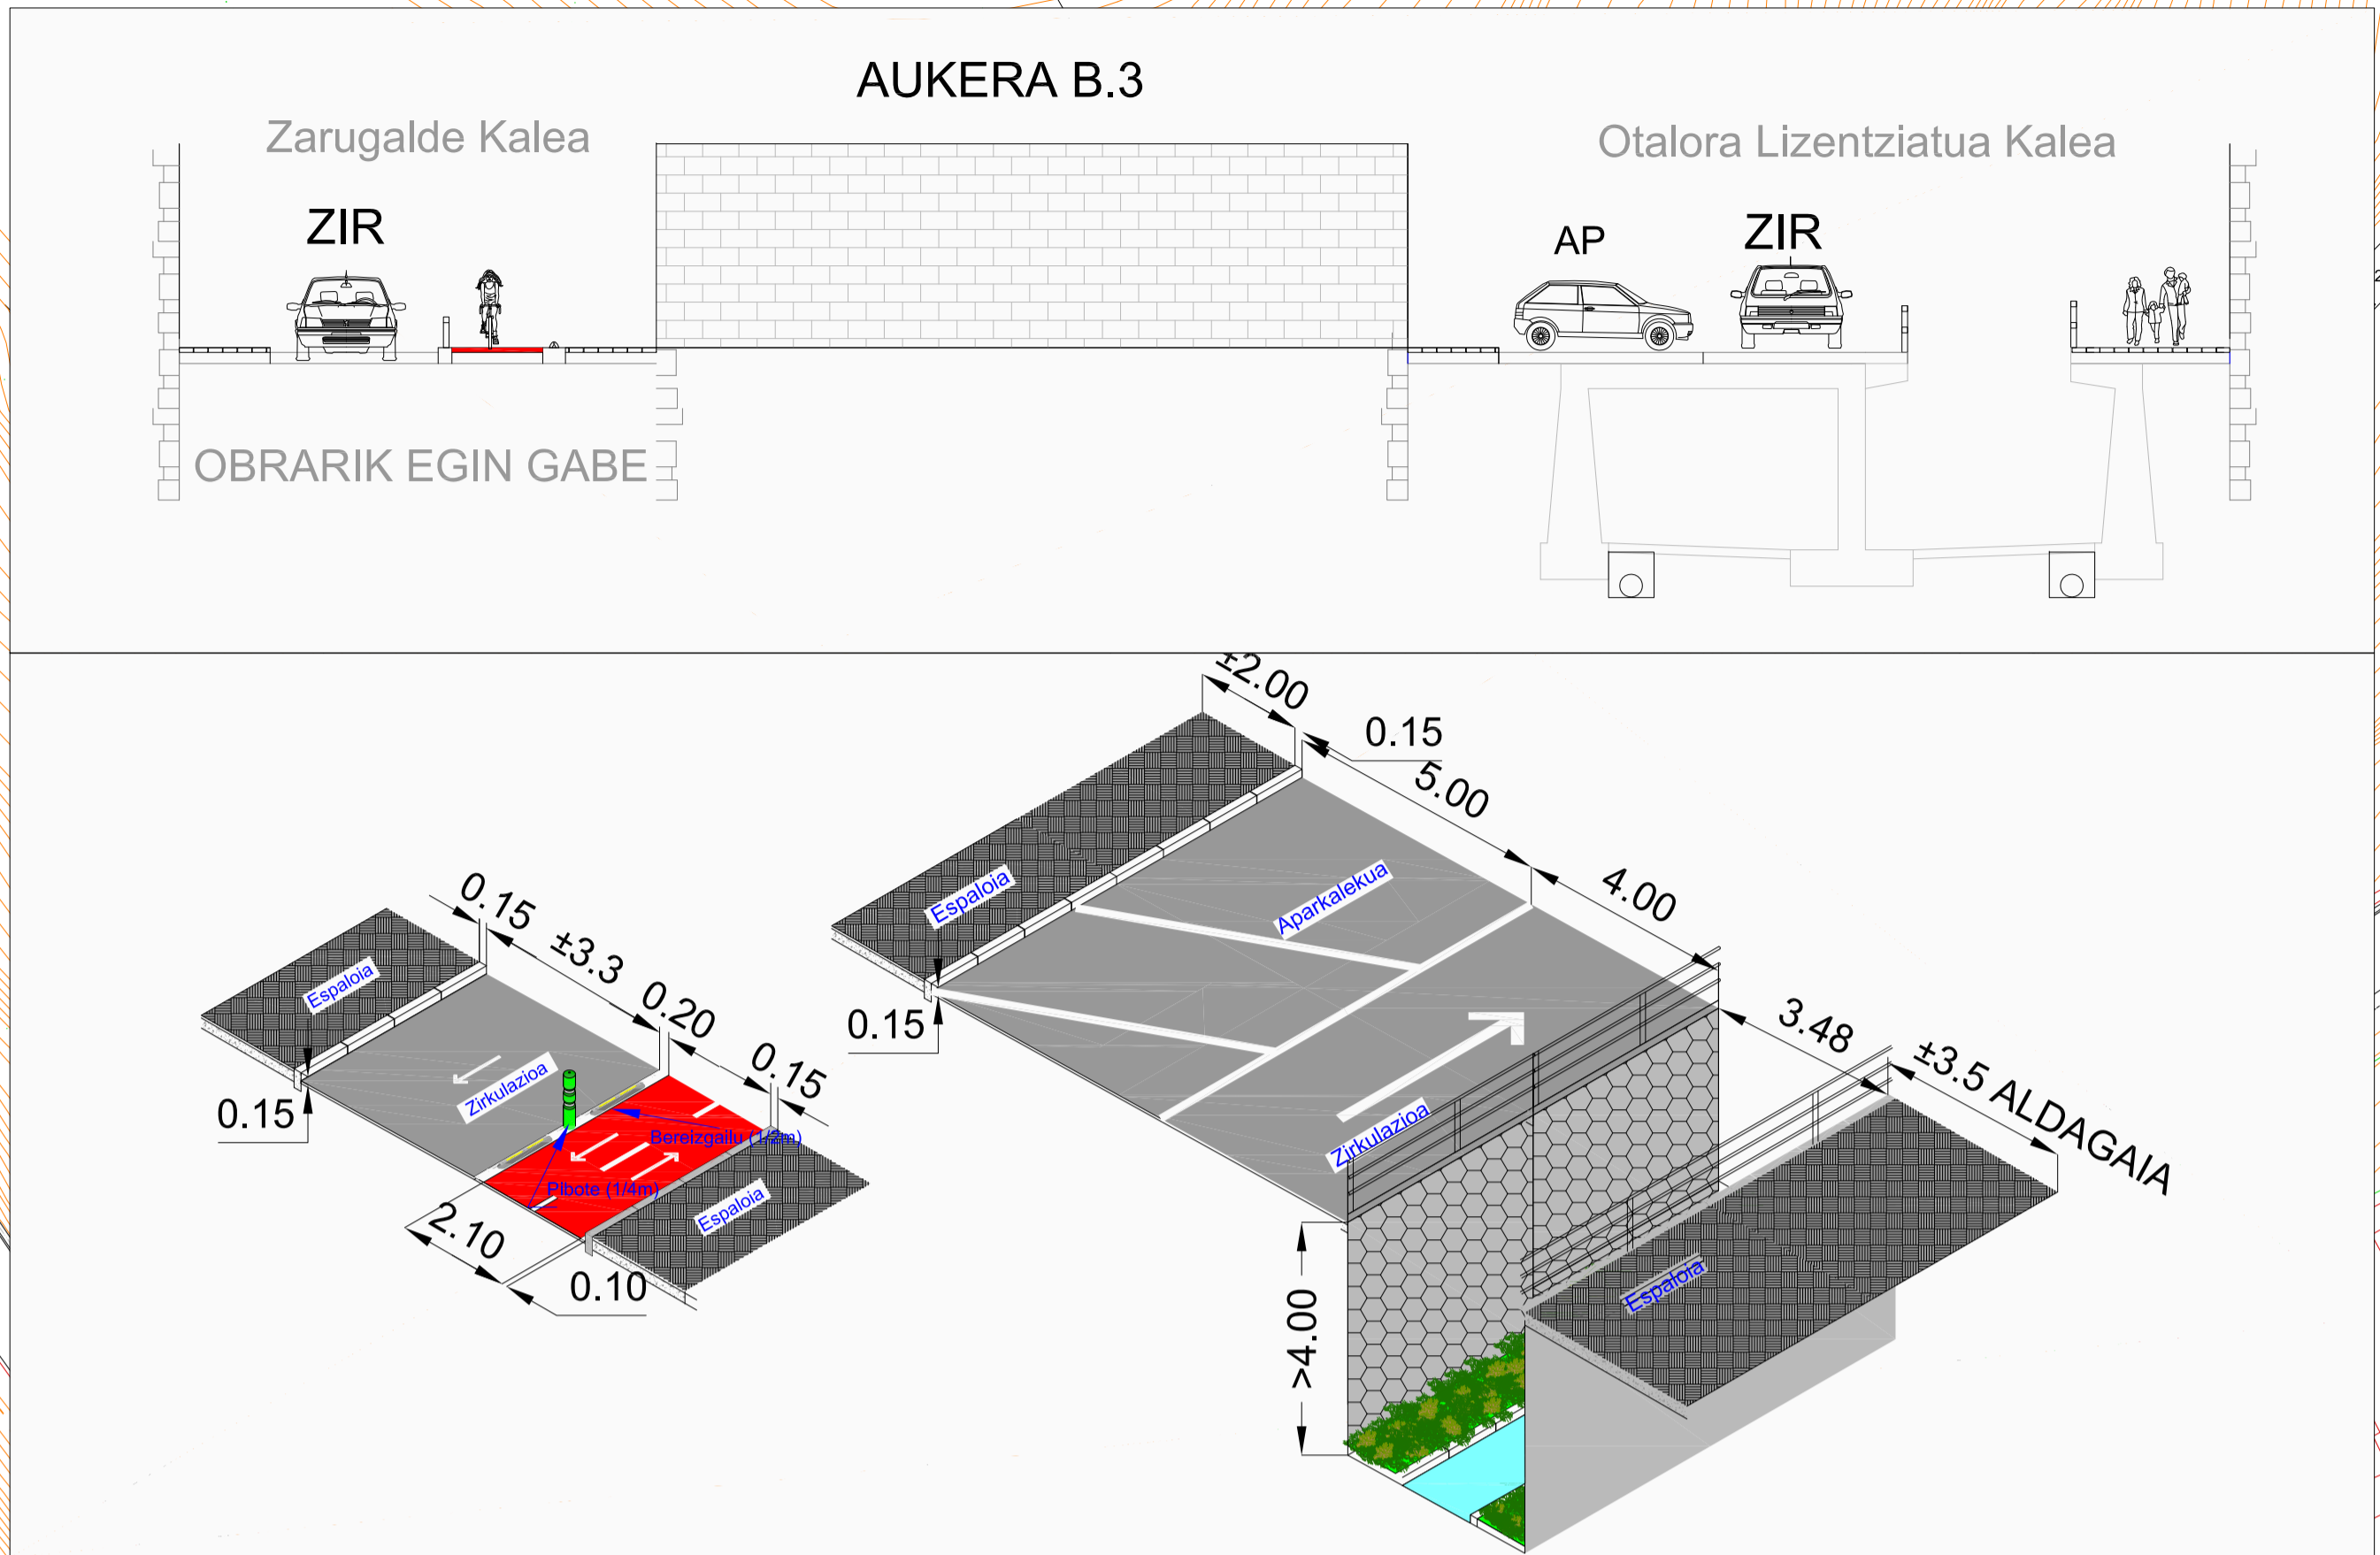 AUKERA B.3
Zarugalde Kalea
Otalora Lizentziatua Kalea
ZIR
AP
ZIR
OBRARIK EGIN GABE
±2.00
0.15
5.00
4.00
3.48
±3.5 ALDAGAIA
Espaloia
Aparkalekua
0.15
Zirkulazioa
Espaloia
>4.00
0.15
±3.3
0.20
0.15
Espaloia
Zirkulazioa
0.15
Bereizgailu (1/2m)
Pibote (1/4m)
Espaloia
2.10
0.10